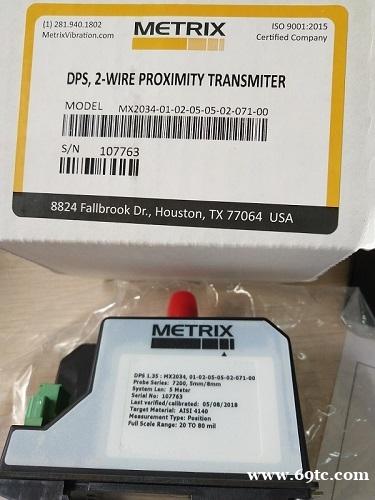 (1) 281.940.1802
MetrixVibration.com
METRIX
ISO 9001:2015
Certified Company
DPS, 2-WIRE PROXIMITY TRANSMITER
MODEL MX2034-01-02-05-05-02-071-00
S/N 107763
8824 Fallbrook Dr., Houston, TX 77064 USA
METRIX
DPS 1.35 : MX2034, 01-02-05-05-02-071-00
Probe Series: 7200, 5mm/8mm
System Len: 5 Meter
Serial No: 107763
Last verified/calibrated: 05/08/2018
Target Material: AISI 4140
Measurement Type: Position
Full Scale Range: 20 TO 80 mil
www.69tc.com